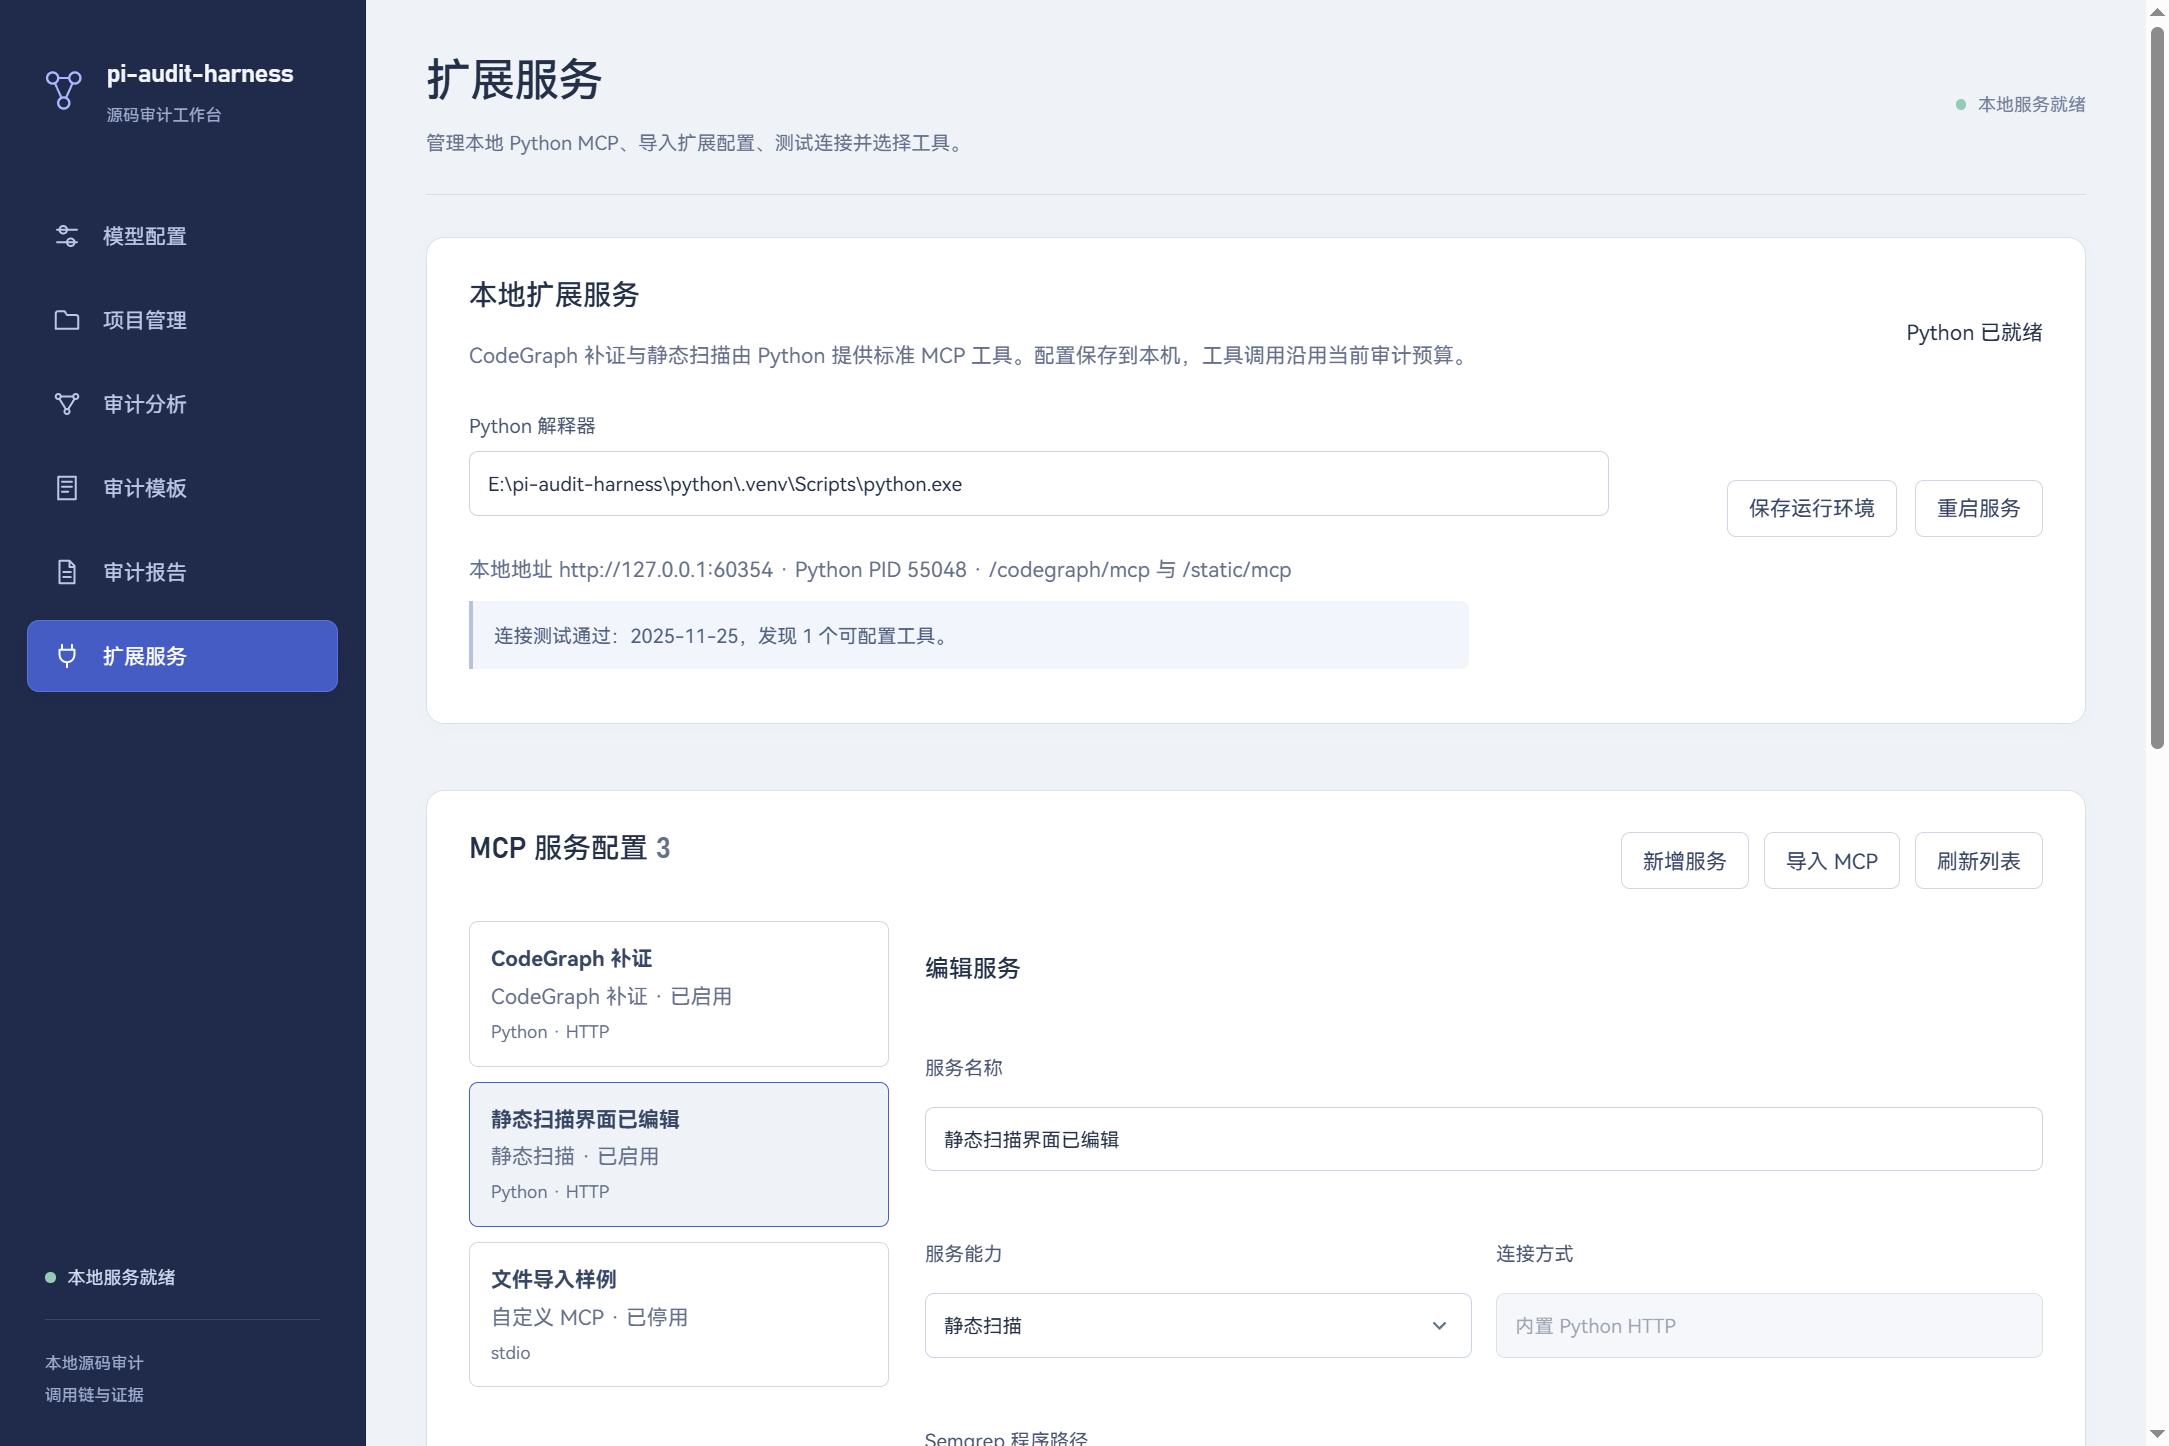 pi-audit-harness
源码审计工作台
模型配置
项目管理
审计分析
审计模板
审计报告
扩展服务
本地服务就绪
本地源码审计
调用链与证据
扩展服务
管理本地 Python MCP、导入扩展配置、测试连接并选择工具。
本地服务就绪
本地扩展服务
CodeGraph 补证与静态扫描由 Python 提供标准 MCP 工具。配置保存到本机，工具调用沿用当前审计预算。
Python 已就绪
Python 解释器
E:\pi-audit-harness\python\.venv\Scripts\python.exe
保存运行环境
重启服务
本地地址 http://127.0.0.1:60354 · Python PID 55048 · /codegraph/mcp 与 /static/mcp
连接测试通过：2025-11-25，发现 1 个可配置工具。
MCP 服务配置 3
新增服务
导入 MCP
刷新列表
CodeGraph 补证
CodeGraph 补证 · 已启用
Python · HTTP
静态扫描界面已编辑
静态扫描 · 已启用
Python · HTTP
文件导入样例
自定义 MCP · 已停用
stdio
编辑服务
服务名称
静态扫描界面已编辑
服务能力
静态扫描
连接方式
内置 Python HTTP
Semgrep 程序路径